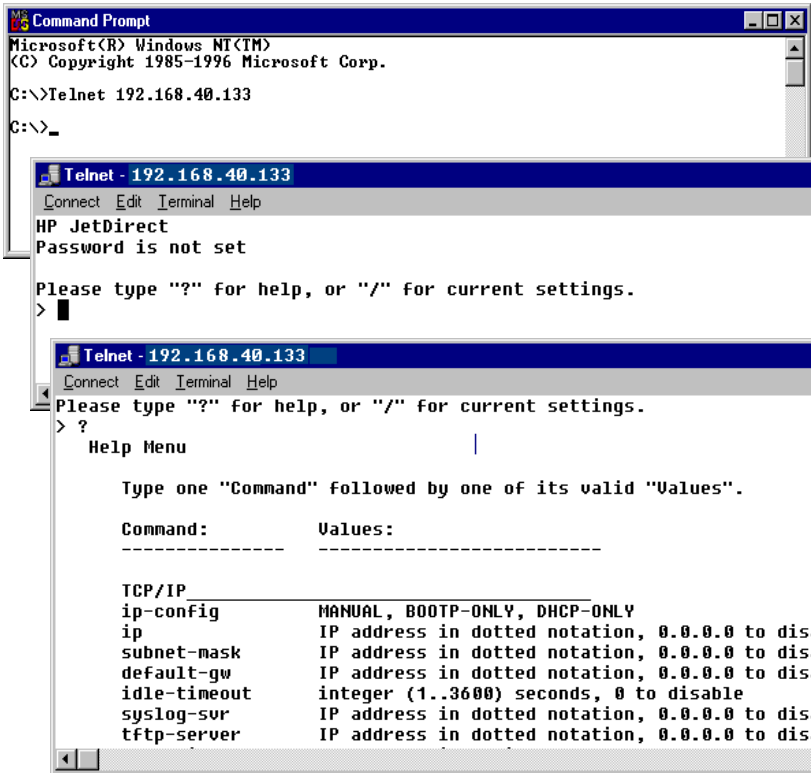 Command Prompt
Microsoft(R) Windows NT(TM)
(C) Copyright 1985-1996 Microsoft Corp.
C:\>Telnet 192.168.40.133
C:\>_
Telnet - 192.168.40.133
Connect Edit Terminal Help
HP JetDirect
Password is not set
Please type "?" for help, or "/" for current settings.
>
Telnet - 192.168.40.133
Connect Edit Terminal Help
Please type "?" for help, or "/" for current settings.
> ?
Help Menu
Type one "Command" followed by one of its valid "Values".
Command: Values:
--------------- --------------------------
TCP/IP_____________________________________
ip-config MANUAL, BOOTP-ONLY, DHCP-ONLY
ip IP address in dotted notation, 0.0.0.0 to dis
subnet-mask IP address in dotted notation, 0.0.0.0 to dis
default-gw IP address in dotted notation, 0.0.0.0 to dis
idle-timeout integer (1..3600) seconds, 0 to disable
syslog-svr IP address in dotted notation, 0.0.0.0 to dis
tftp-server IP address in dotted notation, 0.0.0.0 to dis